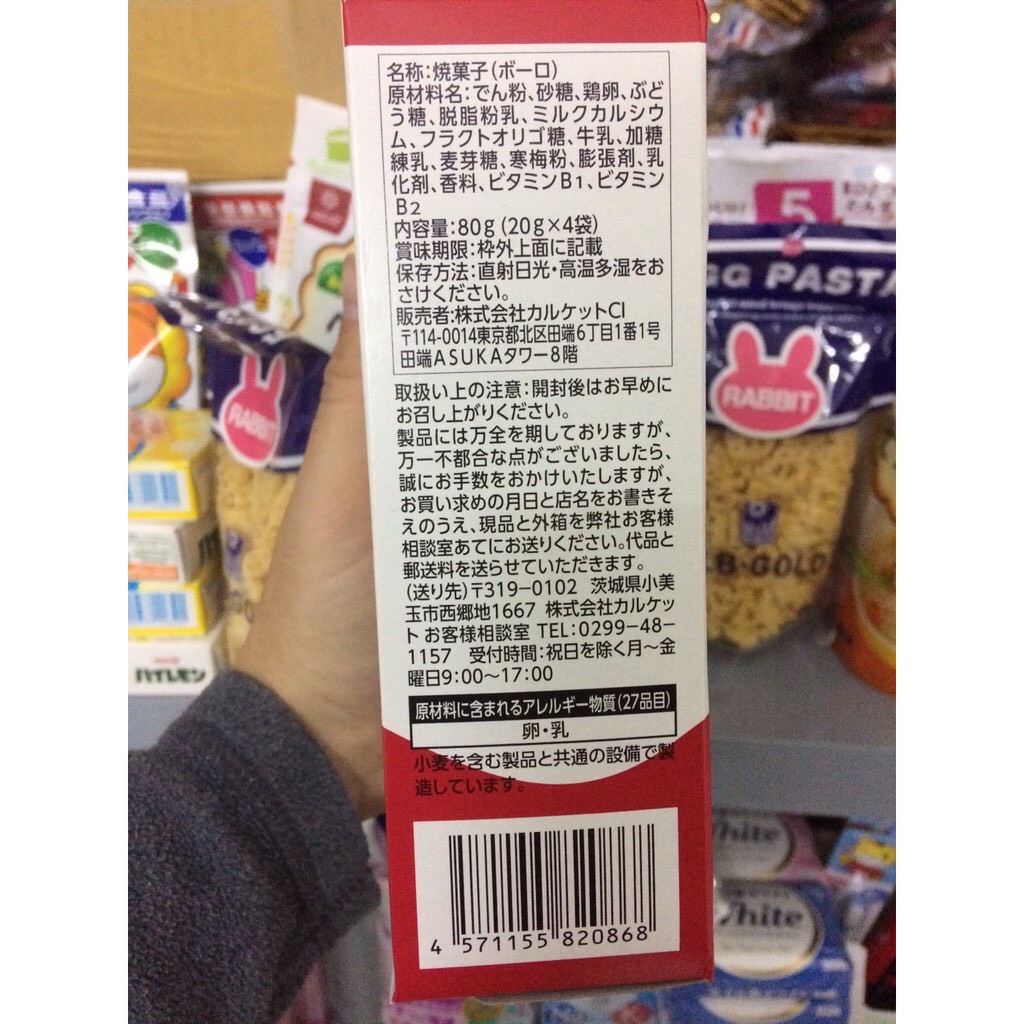 名称:焼菓子(ボーロ)
原材料名:でん粉、砂糖、鶏卵、ぶど
う糖、脱脂粉乳、ミルクカルシウ
ム、フラクトオリゴ糖、牛乳、加糖
練乳、麦芽糖、寒梅粉、膨張剤、乳
化剤、香料、ビタミンB1、ビタミン
B2
内容量:80g(20g×4袋)
賞味期限:枠外上面に記載
保存方法:直射日光・高温多湿をお
さけください。
販売者:株式会社カルケットCI
〒114-0014東京都北区田端6丁目1番1号
田端ASUKAタワー8階
取扱い上の注意:開封後はお早めに
お召し上がりください。
製品には万全を期しておりますが、
万一不都合な点がございましたら、
誠にお手数をおかけいたしますが、
お買い求めの月日と店名をお書きそ
えのうえ、現品と外箱を弊社お客様
相談室あてにお送りください。代品と
郵送料を送らせていただきます。
(送り先)〒319-0102 茨城県小美
玉市西郷地1667 株式会社カルケッ
ト お客様相談室 TEL:0299-48-
1157 受付時間:祝日を除く月〜金
曜日9:00〜17:00
原材料に含まれるアレルギー物質(27品目)
卵・乳
小麦を含む製品と共通の設備で製
造しています。
4 571155 820868
5
GG PASTA
RABBIT
B-GOLD
RABBIT
ハイレモン
White
White